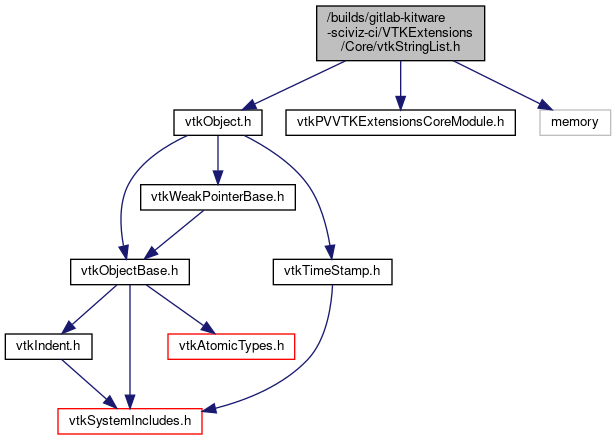 /builds/gitlab-kitware
-sciviz-ci/VTKExtensions
/Core/vtkStringList.h
vtkObject.h
vtkPVVTKExtensionsCoreModule.h
memory
vtkWeakPointerBase.h
vtkObjectBase.h
vtkTimeStamp.h
vtkIndent.h
vtkAtomicTypes.h
vtkSystemIncludes.h